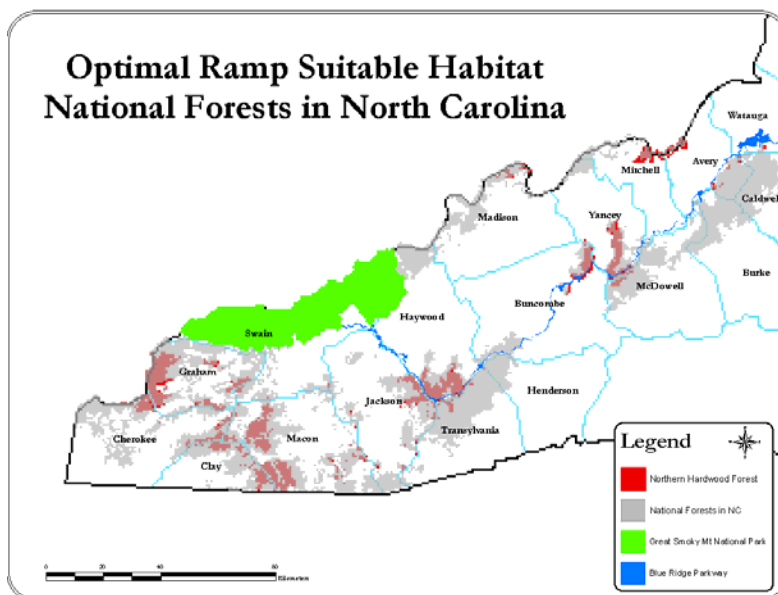 Optimal Ramp Suitable Habitat
National Forests in North Carolina
Watauga
Avery
Mitchell
Caldwel
Madison
Yancey
Burke
McDowell
Buncombe
Haywood
Swain
Graham
Henderson
Jackson
Transylvania
Cherokee
Macon
Clay
Legend
Northern Hardwood Forest
National Forests in NC
Great Smoky Mt National Park
Blue Ridge Parkway
0 20 40 80
Kilometers